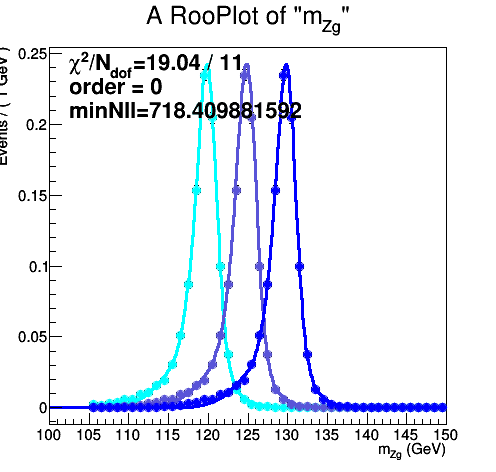 A RooPlot of "m_Zg"
χ²/N_dof=19.04 / 11
order = 0
minNll=718.409881592
Events / ( 1 GeV )
0.25
0.2
0.15
0.1
0.05
0
100 105 110 115 120 125 130 135 140 145 150
m_Zg (GeV)